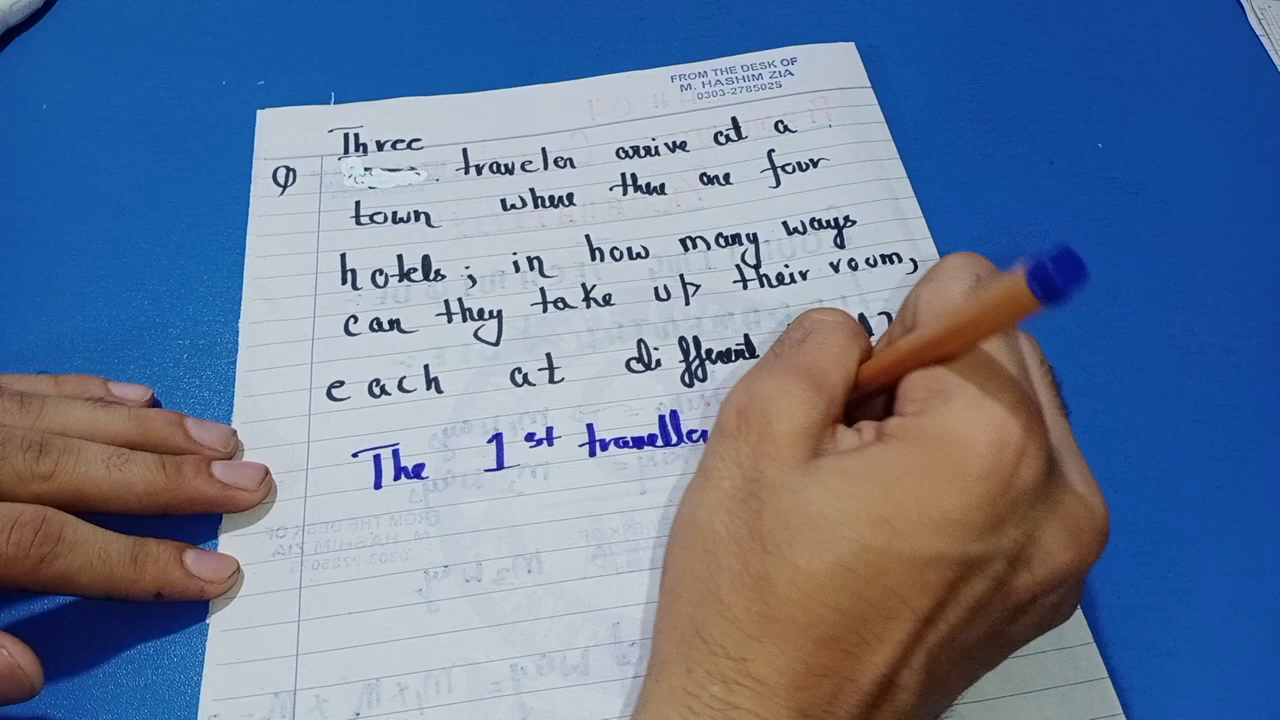 FROM THE DESK OF
M. HASHIM ZIA
0303-2785025
Three
Q traveler arrive at a
town where there are four
hotels; in how many ways
can they take up their room,
each at different
The 1st traveller